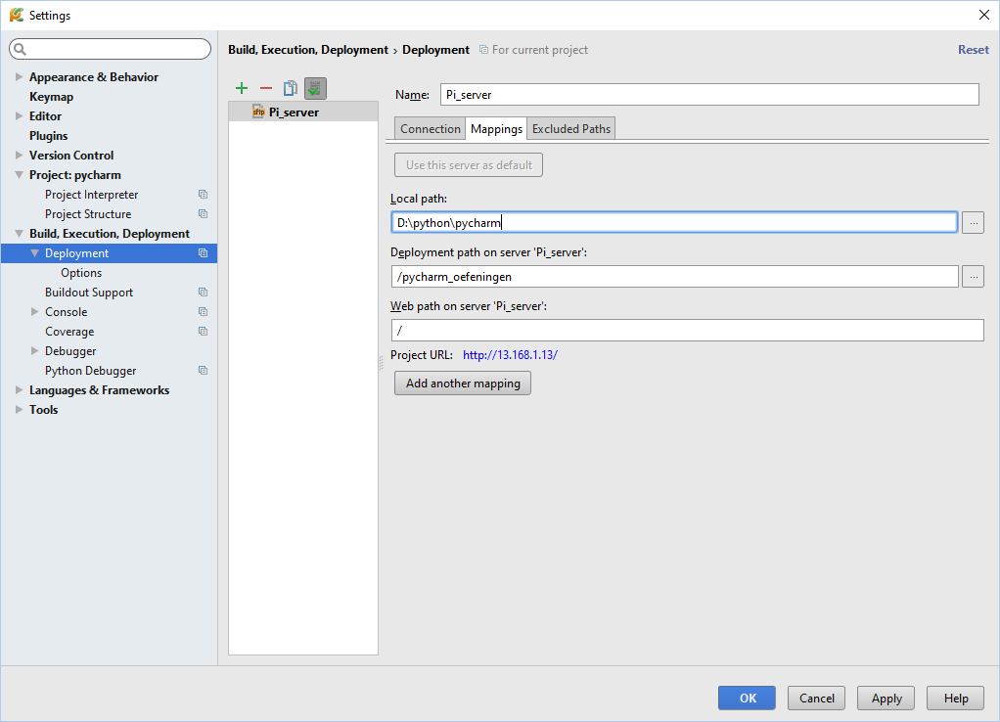 Settings
Build, Execution, Deployment › Deployment For current project Reset
Appearance & Behavior
Keymap
Editor
Plugins
Version Control
Project: pycharm
Project Interpreter
Project Structure
Build, Execution, Deployment
Deployment
Options
Buildout Support
Console
Coverage
Debugger
Python Debugger
Languages & Frameworks
Tools
sftp Pi_server
Name: Pi_server
Connection Mappings Excluded Paths
Use this server as default
Local path:
D:\python\pycharm ...
Deployment path on server 'Pi_server':
/pycharm_oefeningen ...
Web path on server 'Pi_server':
/
Project URL: http://13.168.1.13/
Add another mapping
OK Cancel Apply Help